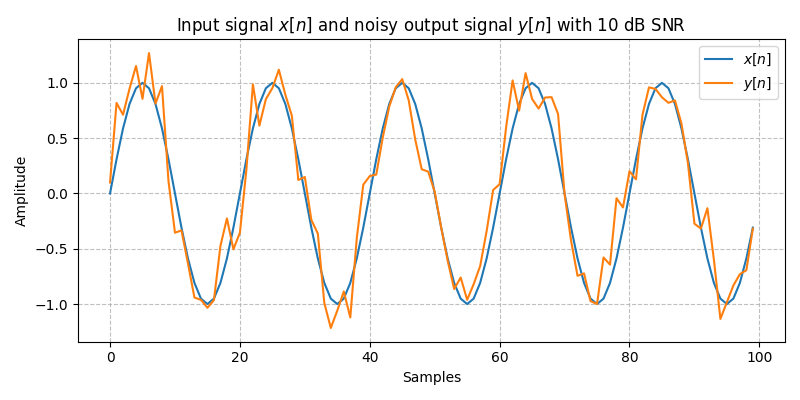 Input signal x[n] and noisy output signal y[n] with 10 dB SNR
x[n]
y[n]
Amplitude
1.0
0.5
0.0
−0.5
−1.0
0 20 40 60 80 100
Samples